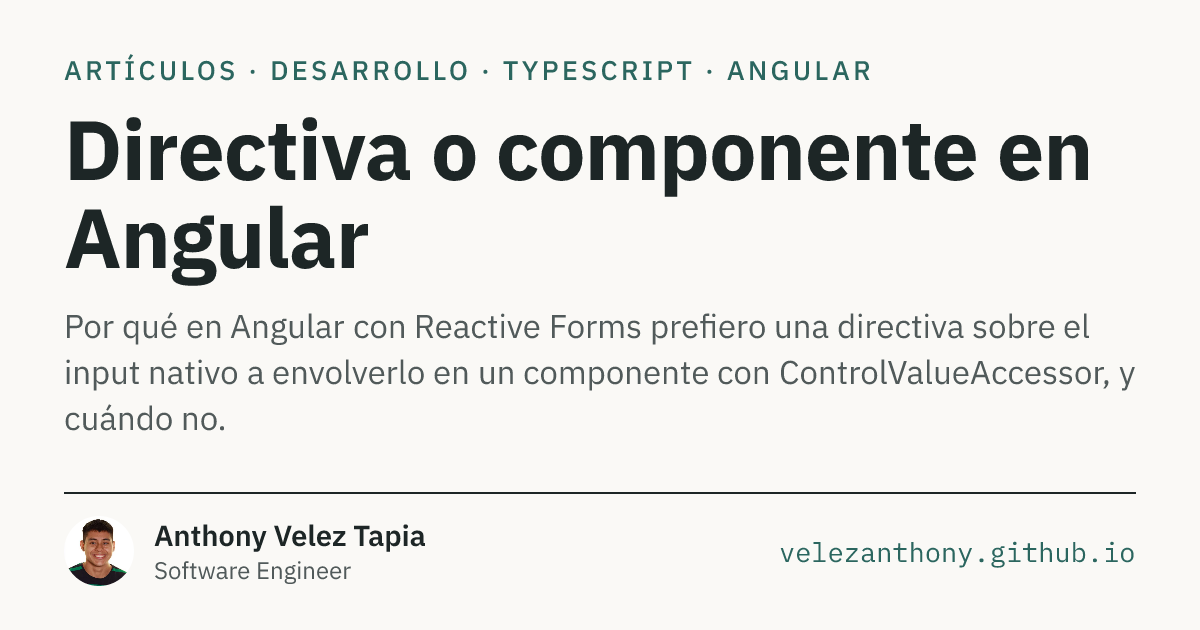 ARTÍCULOS · DESARROLLO · TYPESCRIPT · ANGULAR
Directiva o componente en
Angular
Por qué en Angular con Reactive Forms prefiero una directiva sobre el
input nativo a envolverlo en un componente con ControlValueAccessor, y
cuándo no.
Anthony Velez Tapia
Software Engineer
velezanthony.github.io